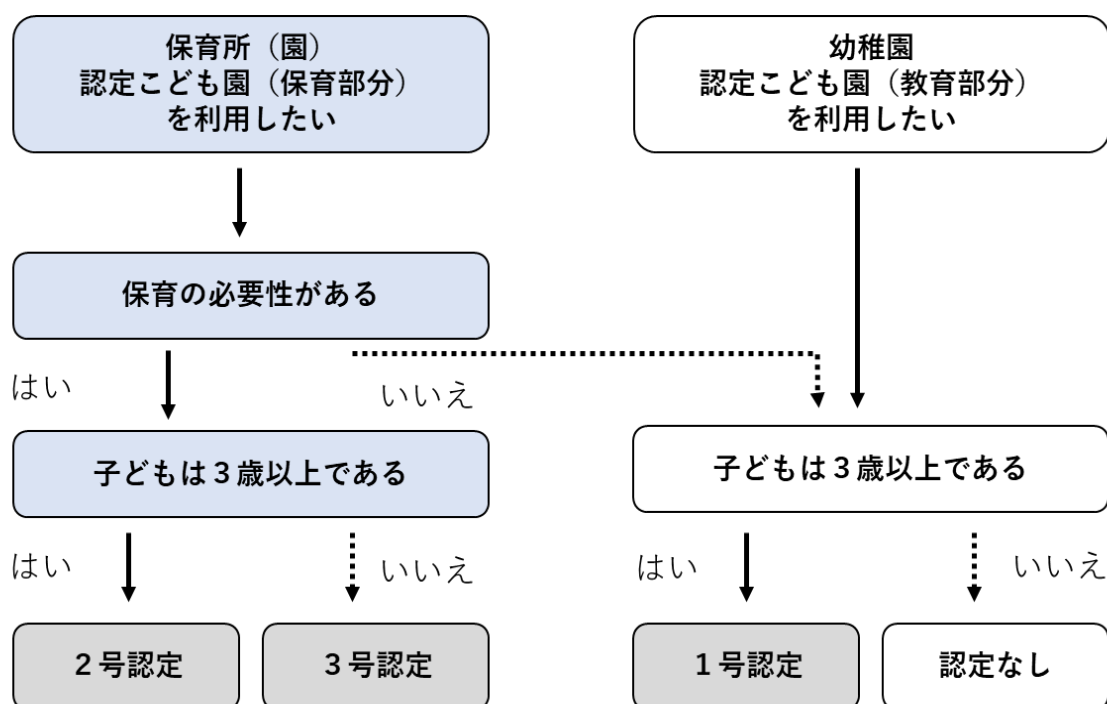 保育所（園）
認定こども園（保育部分）
を利用したい
幼稚園
認定こども園（教育部分）
を利用したい
保育の必要性がある
はい
いいえ
子どもは３歳以上である
子どもは３歳以上である
はい
いいえ
はい
いいえ
２号認定
３号認定
１号認定
認定なし